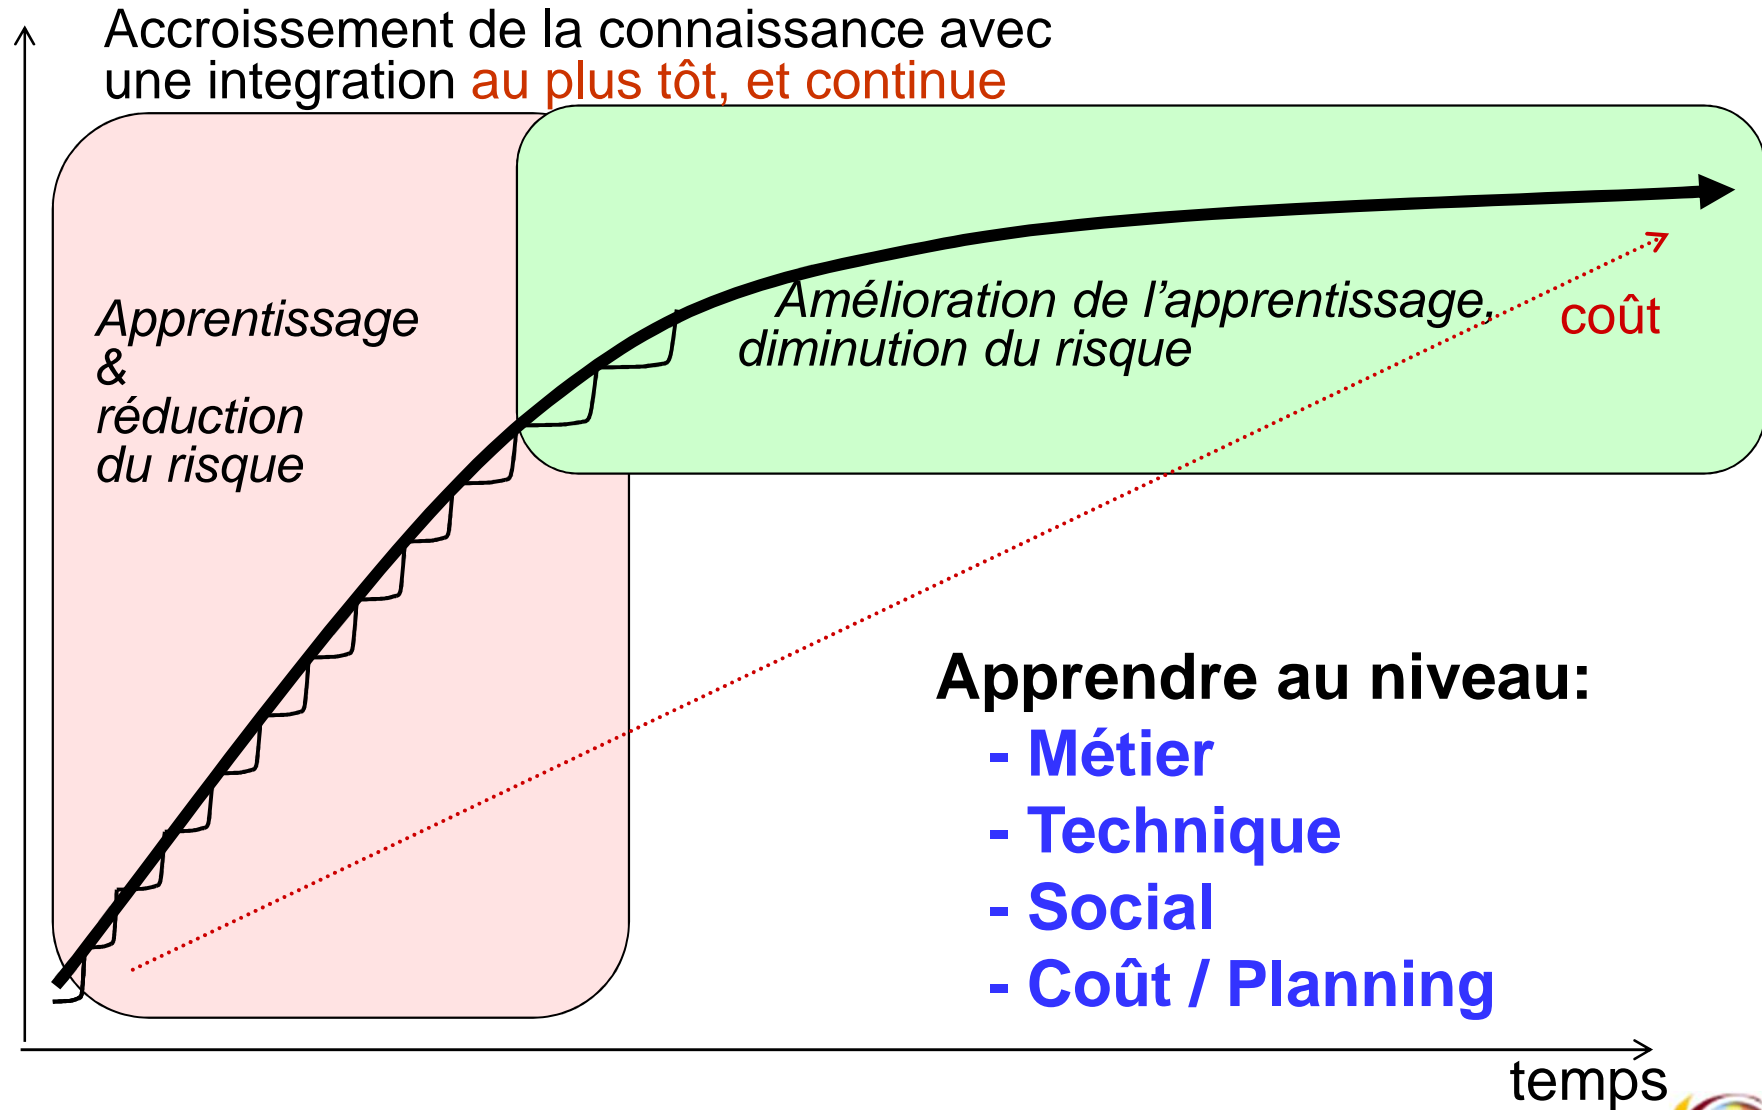 Accroissement de la connaissance avec
une integration au plus tôt, et continue
Apprentissage
&
réduction
du risque
Amélioration de l’apprentissage,
diminution du risque
coût
Apprendre au niveau:
- Métier
- Technique
- Social
- Coût / Planning
temps